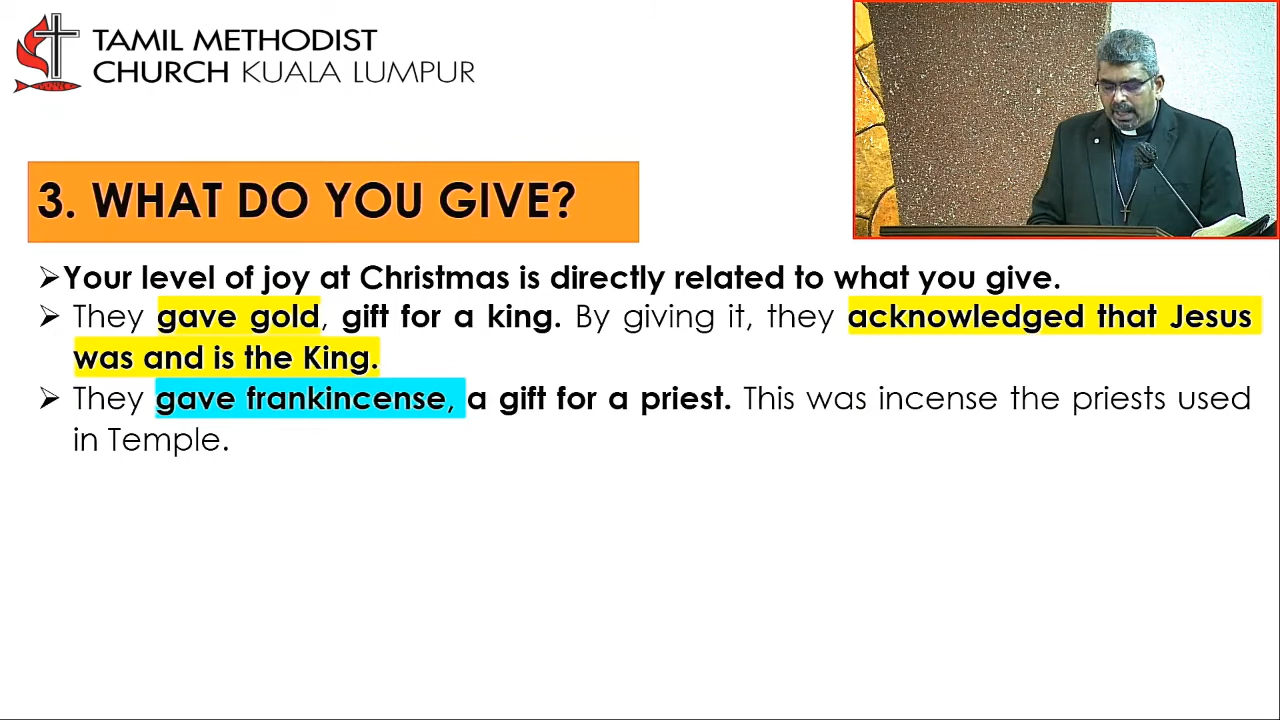 TAMIL METHODIST
CHURCH KUALA LUMPUR
3. WHAT DO YOU GIVE?
➢Your level of joy at Christmas is directly related to what you give.
➢ They gave gold, gift for a king. By giving it, they acknowledged that Jesus
was and is the King.
➢ They gave frankincense, a gift for a priest. This was incense the priests used
in Temple.